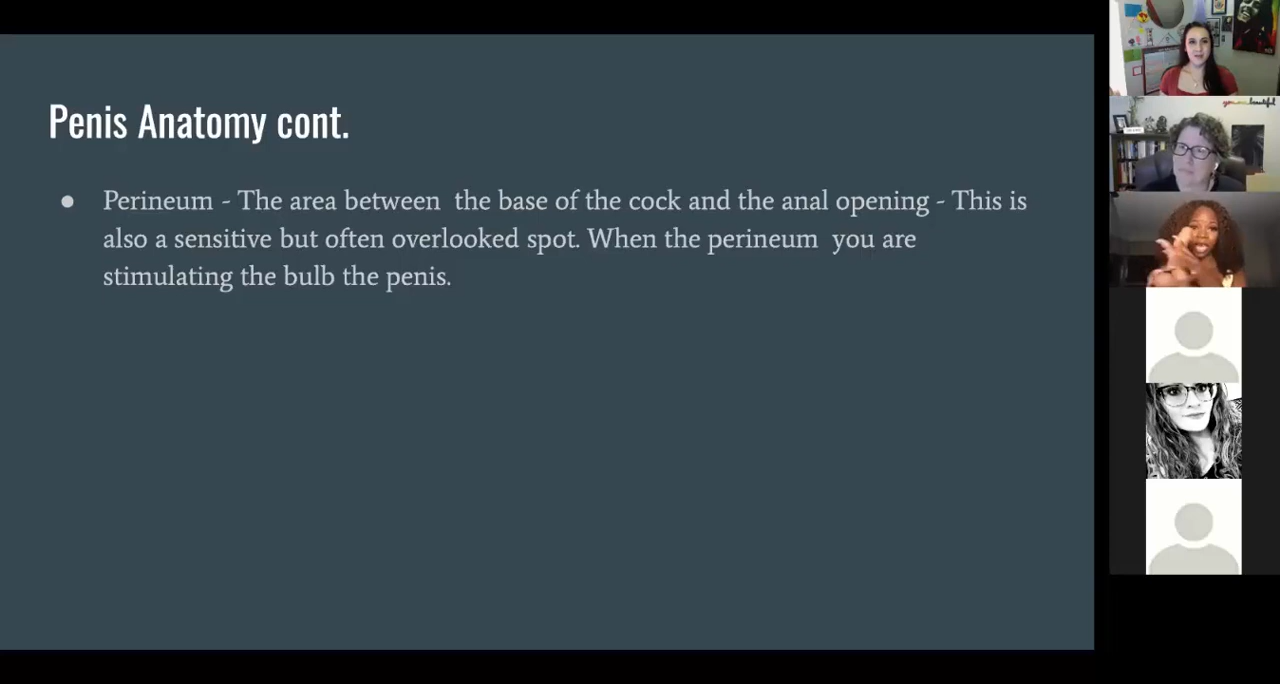 Penis Anatomy cont.
● Perineum - The area between  the base of the cock and the anal opening - This is
also a sensitive but often overlooked spot. When the perineum  you are
stimulating the bulb the penis.